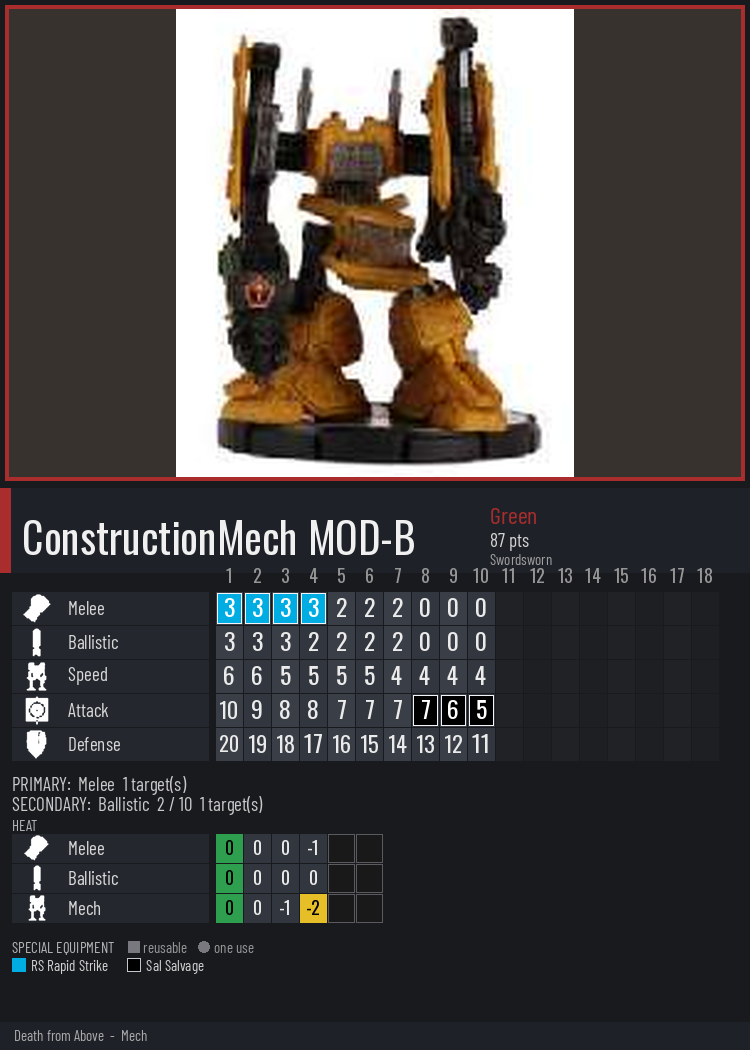 ConstructionMech MOD-B
Green
87 pts
Swordsworn
1 2 3 4 5 6 7 8 9 10 11 12 13 14 15 16 17 18
Melee 3 3 3 3 2 2 2 0 0 0
Ballistic 3 3 3 2 2 2 2 0 0 0
Speed 6 6 5 5 5 5 4 4 4 4
Attack 10 9 8 8 7 7 7 7 6 5
Defense 20 19 18 17 16 15 14 13 12 11
PRIMARY: Melee 1 target(s)
SECONDARY: Ballistic 2 / 10 1 target(s)
HEAT
Melee 0 0 0 -1
Ballistic 0 0 0 0
Mech 0 0 -1 -2
SPECIAL EQUIPMENT reusable one use
RS Rapid Strike Sal Salvage
Death from Above - Mech